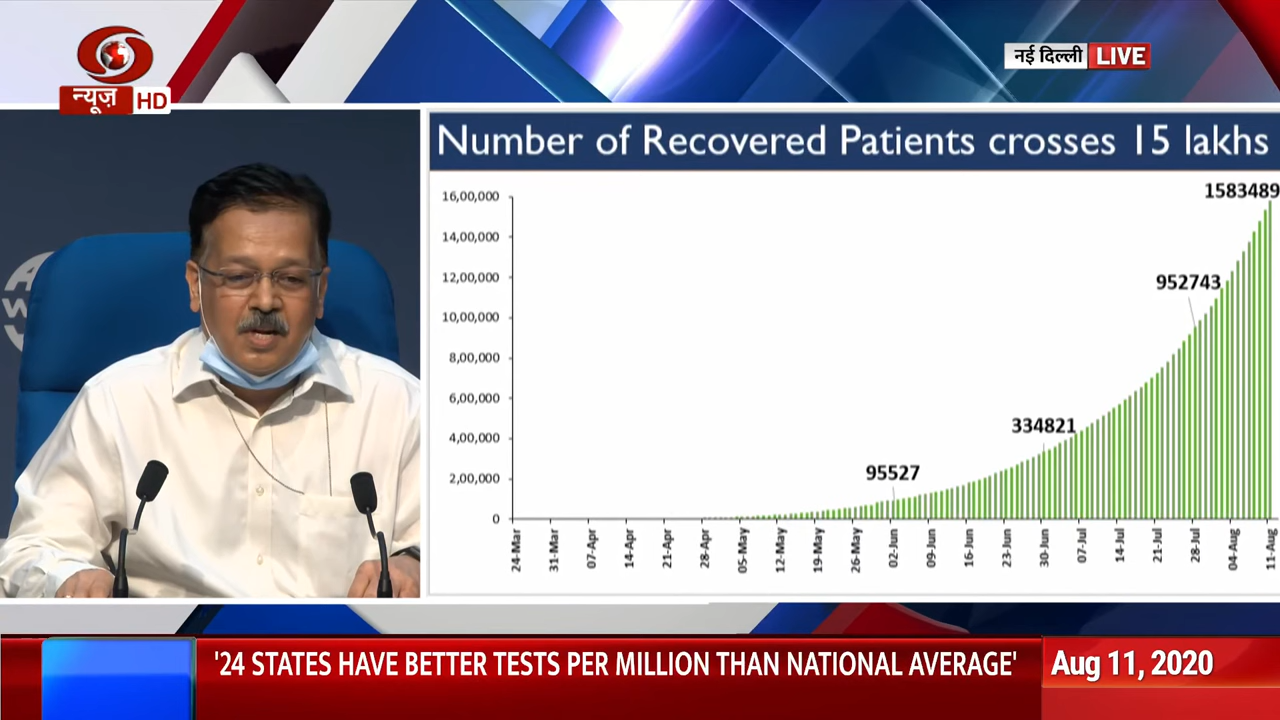 न्यूज़ HD
नई दिल्ली LIVE
Number of Recovered Patients crosses 15 lakhs
16,00,000
14,00,000
12,00,000
10,00,000
8,00,000
6,00,000
4,00,000
2,00,000
0
95527
334821
952743
1583489
24-Mar
31-Mar
07-Apr
14-Apr
21-Apr
28-Apr
05-May
12-May
19-May
26-May
02-Jun
09-Jun
16-Jun
23-Jun
30-Jun
07-Jul
14-Jul
21-Jul
28-Jul
04-Aug
11-Aug
'24 STATES HAVE BETTER TESTS PER MILLION THAN NATIONAL AVERAGE'
Aug 11, 2020